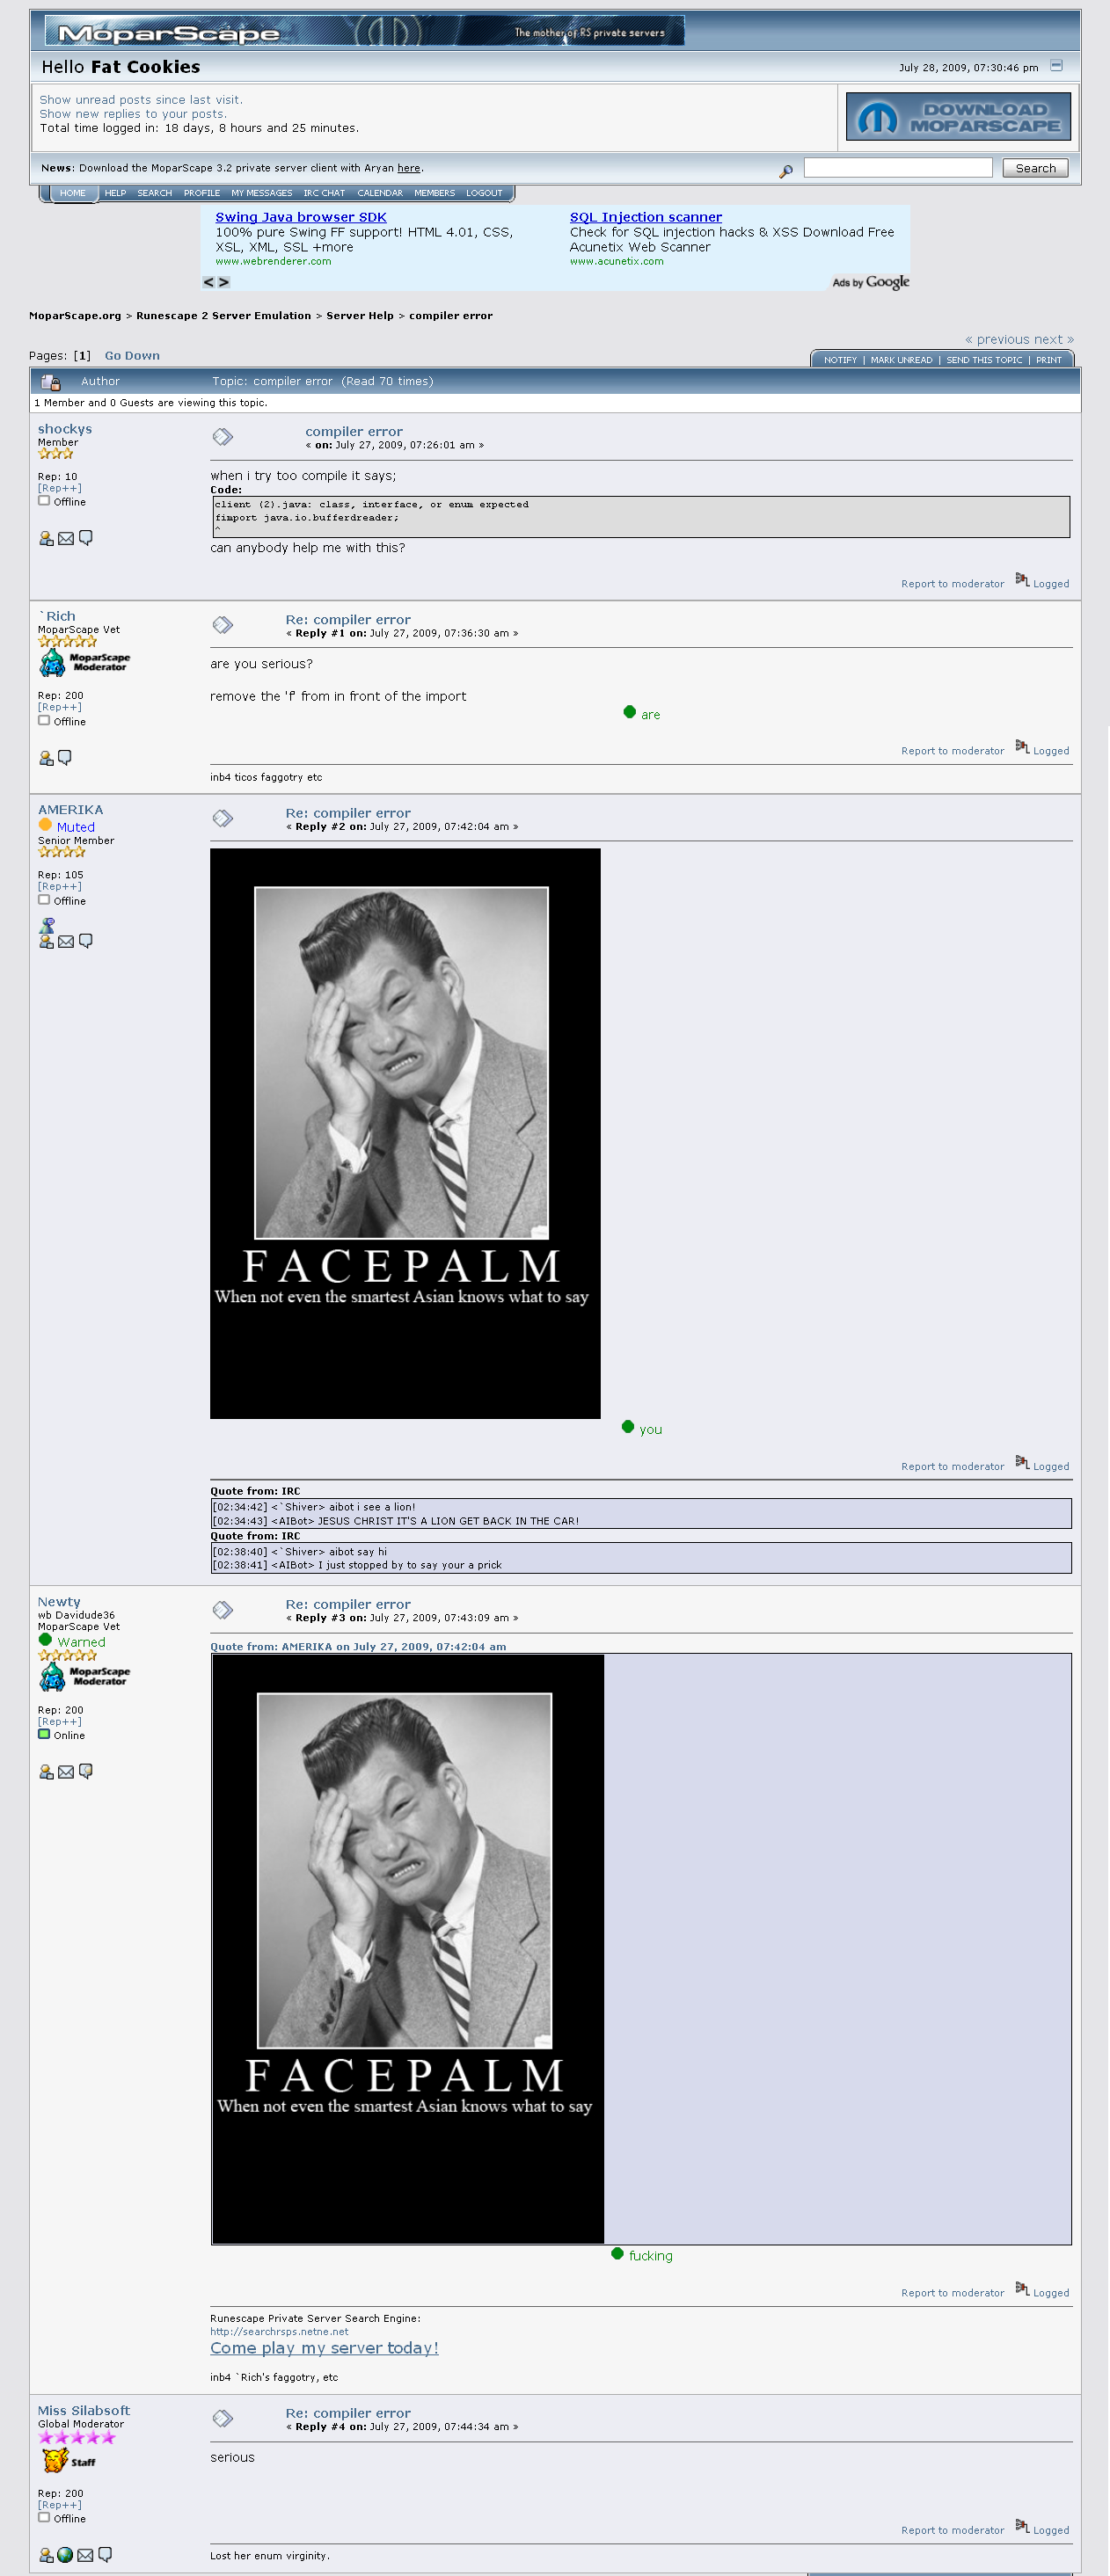 MoparScape
The mother of RS private servers
Hello Fat Cookies
July 28, 2009, 07:30:46 pm
Show unread posts since last visit.
Show new replies to your posts.
Total time logged in: 18 days, 8 hours and 25 minutes.
DOWNLOAD
MOPARSCAPE
News: Download the MoparScape 3.2 private server client with Aryan here.
Search
HOME HELP SEARCH PROFILE MY MESSAGES IRC CHAT CALENDAR MEMBERS LOGOUT
Swing Java browser SDK
100% pure Swing FF support! HTML 4.01, CSS,
XSL, XML, SSL +more
www.webrenderer.com
SQL Injection scanner
Check for SQL injection hacks & XSS Download Free
Acunetix Web Scanner
www.acunetix.com
< >
Ads by Google
MoparScape.org > Runescape 2 Server Emulation > Server Help > compiler error
« previous next »
Pages: [1] Go Down
NOTIFY | MARK UNREAD | SEND THIS TOPIC | PRINT
Author Topic: compiler error (Read 70 times)
1 Member and 0 Guests are viewing this topic.
shockys
Member
Rep: 10
[Rep++]
Offline
compiler error
« on: July 27, 2009, 07:26:01 am »
when i try too compile it says;
Code:
client (2).java: class, interface, or enum expected
fimport java.io.bufferdreader;
^
can anybody help me with this?
Report to moderator Logged
`Rich
MoparScape Vet
MoparScape
Moderator
Rep: 200
[Rep++]
Offline
Re: compiler error
« Reply #1 on: July 27, 2009, 07:36:30 am »
are you serious?
remove the 'f' from in front of the import
are
Report to moderator Logged
inb4 ticos faggotry etc
AMERIKA
Muted
Senior Member
Rep: 105
[Rep++]
Offline
Re: compiler error
« Reply #2 on: July 27, 2009, 07:42:04 am »
FACEPALM
When not even the smartest Asian knows what to say
you
Report to moderator Logged
Quote from: IRC
[02:34:42] <`Shiver> aibot i see a lion!
[02:34:43] <AIBot> JESUS CHRIST IT'S A LION GET BACK IN THE CAR!
Quote from: IRC
[02:38:40] <`Shiver> aibot say hi
[02:38:41] <AIBot> I just stopped by to say your a prick
Newty
wb Davidude36
MoparScape Vet
Warned
MoparScape
Moderator
Rep: 200
[Rep++]
Online
Re: compiler error
« Reply #3 on: July 27, 2009, 07:43:09 am »
Quote from: AMERIKA on July 27, 2009, 07:42:04 am
FACEPALM
When not even the smartest Asian knows what to say
fucking
Report to moderator Logged
Runescape Private Server Search Engine:
http://searchrsps.netne.net
Come play my server today!
inb4 `Rich's faggotry, etc
Miss Silabsoft
Global Moderator
Staff
Rep: 200
[Rep++]
Offline
Re: compiler error
« Reply #4 on: July 27, 2009, 07:44:34 am »
serious
Report to moderator Logged
Lost her enum virginity.